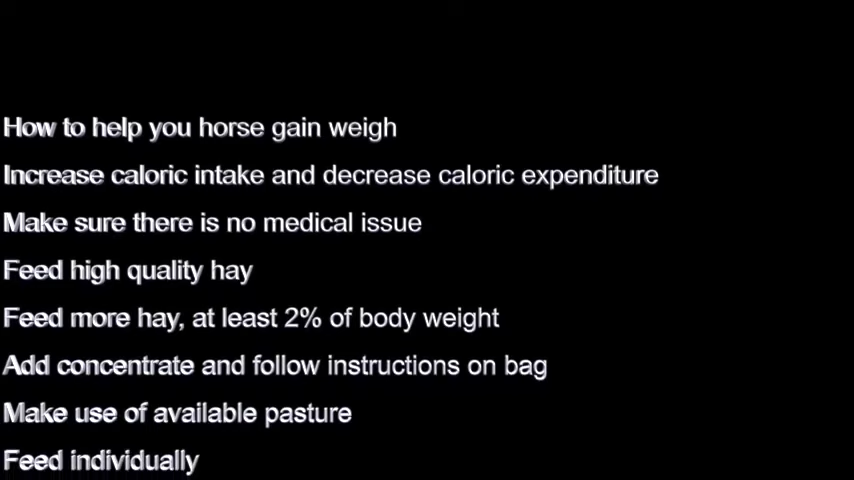 How to help you horse gain weigh
Increase caloric intake and decrease caloric expenditure
Make sure there is no medical issue
Feed high quality hay
Feed more hay, at least 2% of body weight
Add concentrate and follow instructions on bag
Make use of available pasture
Feed individually